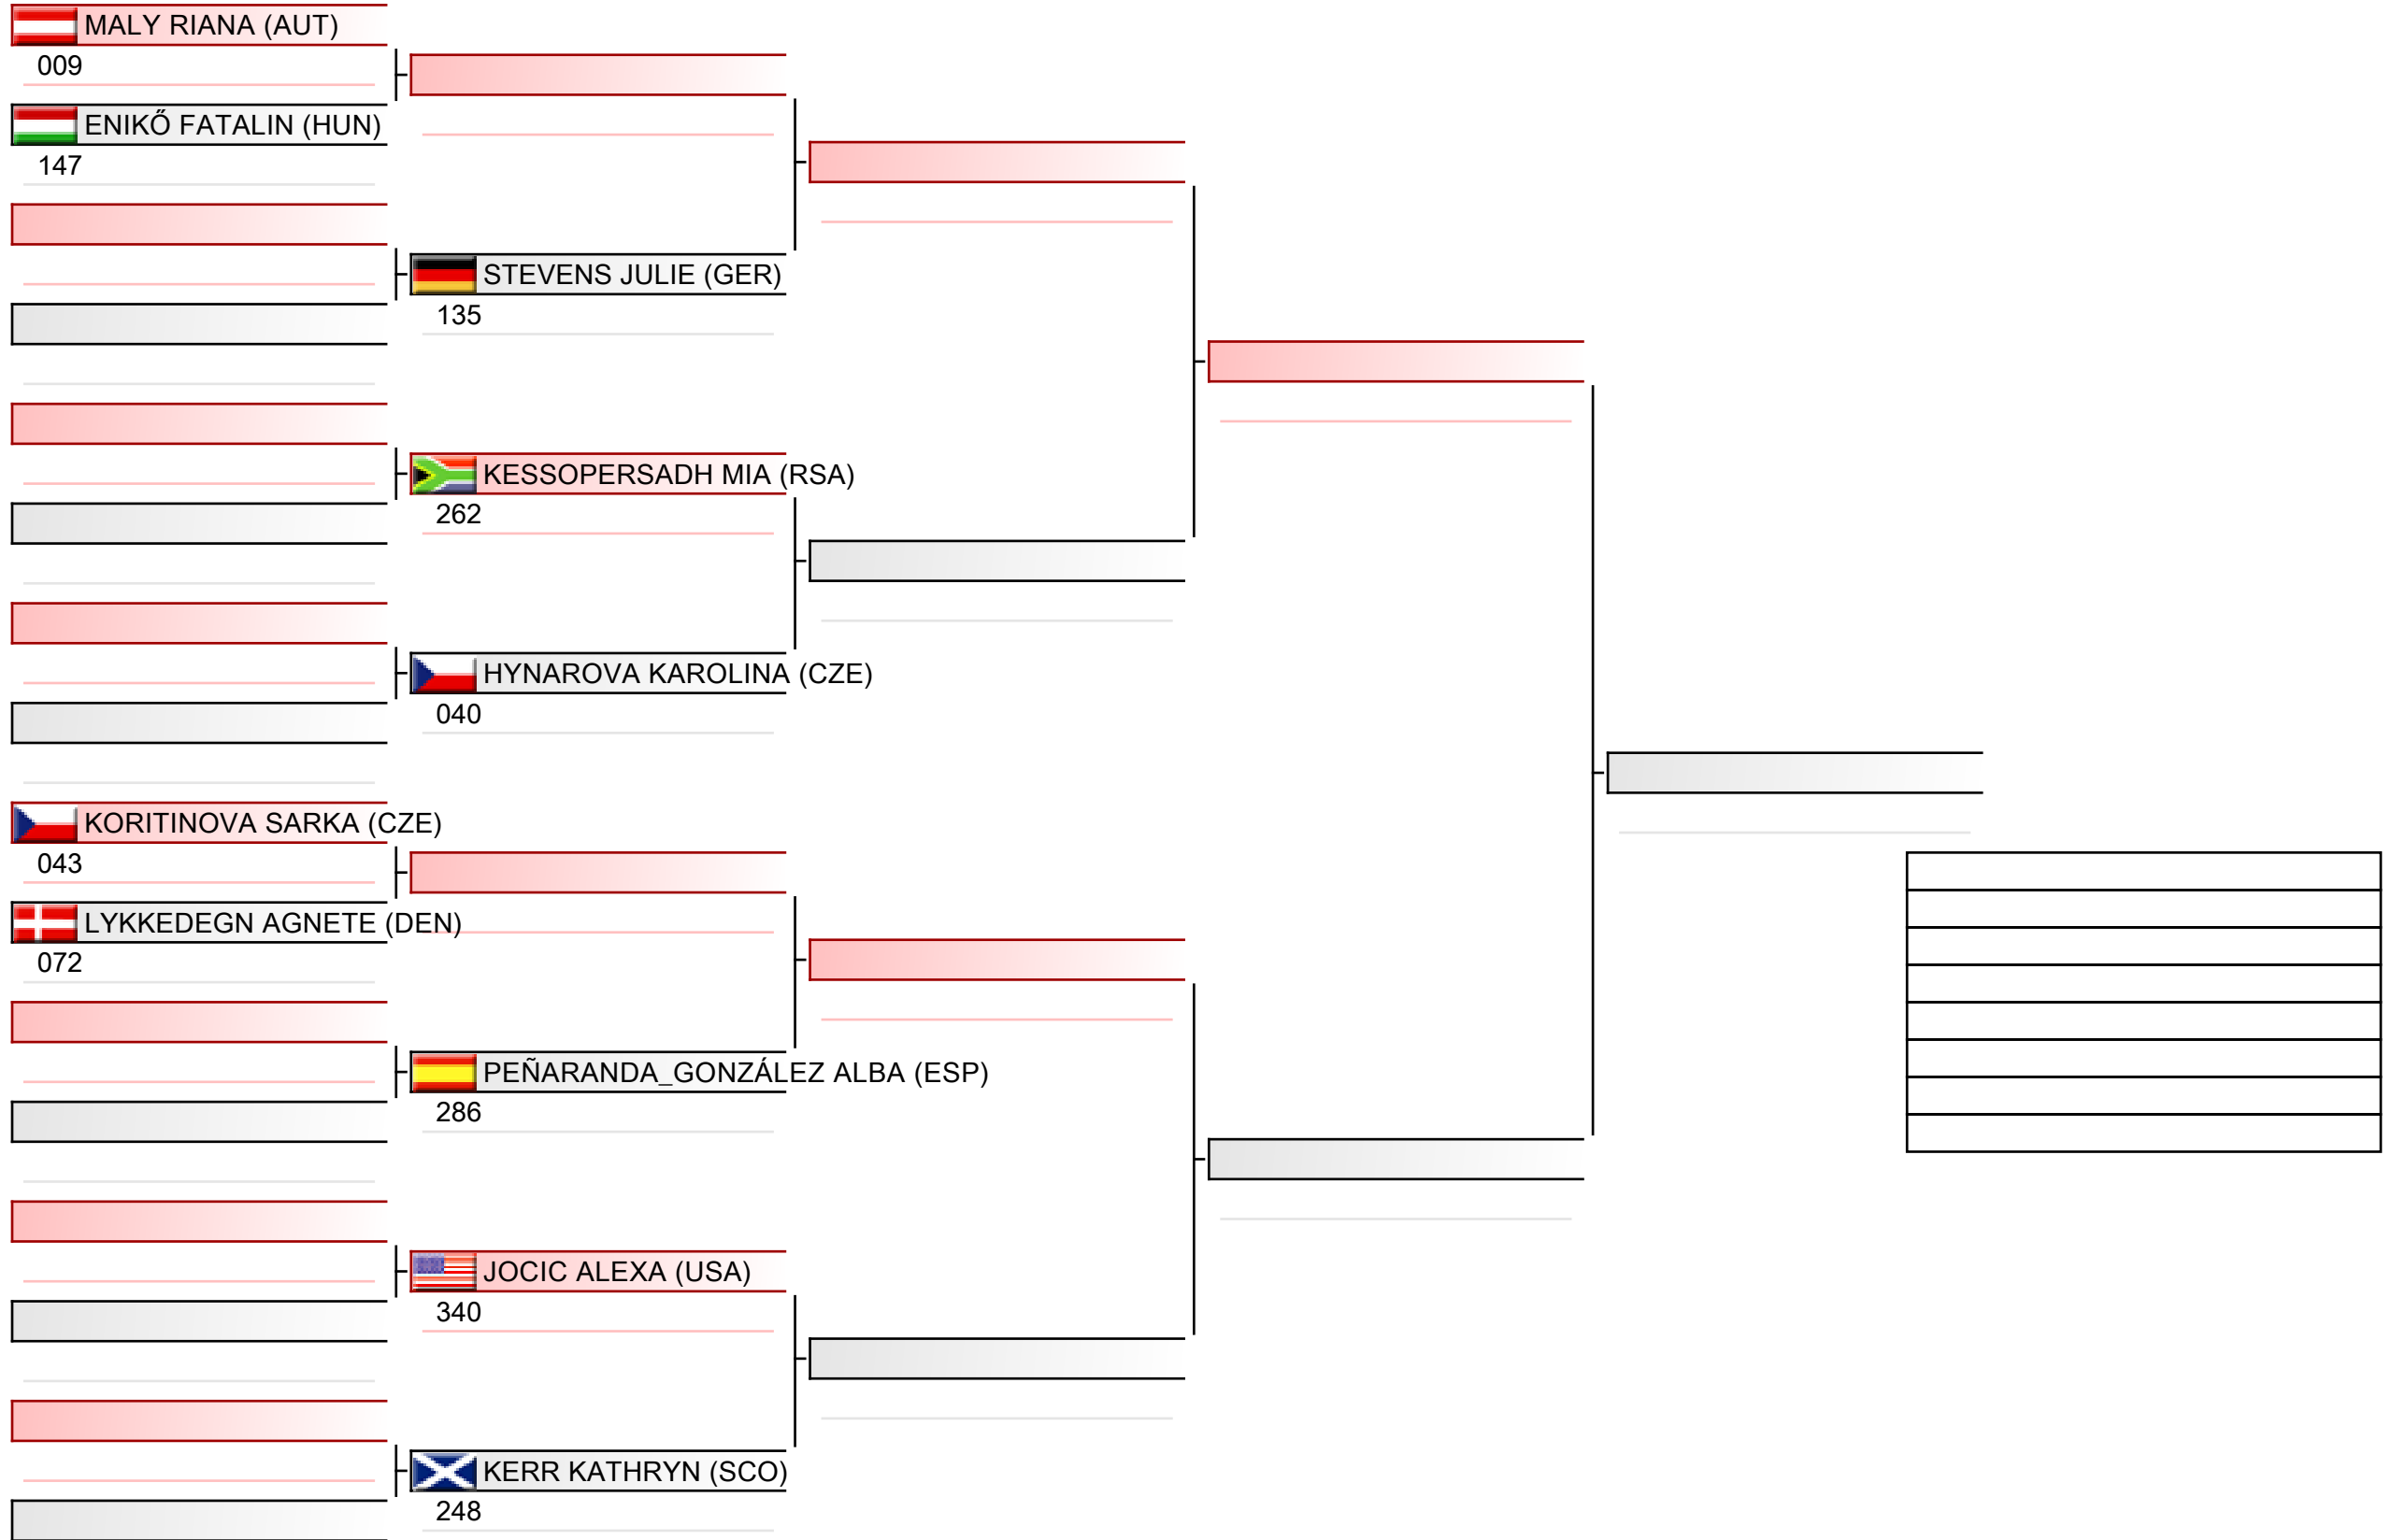 MALY RIANA (AUT)
009
ENIKŐ FATALIN (HUN)
147
STEVENS JULIE (GER)
135
KESSOPERSADH MIA (RSA)
262
HYNAROVA KAROLINA (CZE)
040
KORITINOVA SARKA (CZE)
043
LYKKEDEGN AGNETE (DEN)
072
PEÑARANDA_GONZÁLEZ ALBA (ESP)
286
JOCIC ALEXA (USA)
340
KERR KATHRYN (SCO)
248